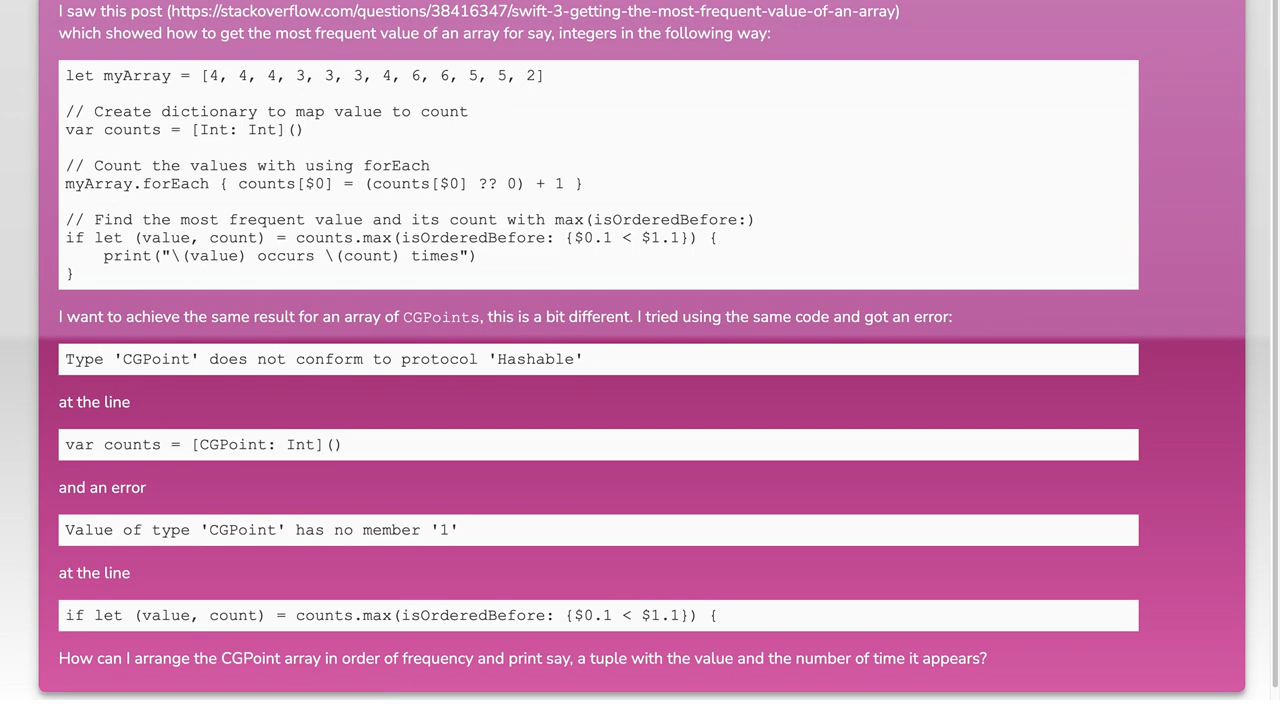 I saw this post (https://stackoverflow.com/questions/38416347/swift-3-getting-the-most-frequent-value-of-an-array)
which showed how to get the most frequent value of an array for say, integers in the following way:
let myArray = [4, 4, 4, 3, 3, 3, 4, 6, 6, 5, 5, 2]
// Create dictionary to map value to count
var counts = [Int: Int]()
// Count the values with using forEach
myArray.forEach { counts[$0] = (counts[$0] ?? 0) + 1 }
// Find the most frequent value and its count with max(isOrderedBefore:)
if let (value, count) = counts.max(isOrderedBefore: {$0.1 < $1.1}) {
    print("\(value) occurs \(count) times")
}
I want to achieve the same result for an array of CGPoints, this is a bit different. I tried using the same code and got an error:
Type 'CGPoint' does not conform to protocol 'Hashable'
at the line
var counts = [CGPoint: Int]()
and an error
Value of type 'CGPoint' has no member '1'
at the line
if let (value, count) = counts.max(isOrderedBefore: {$0.1 < $1.1}) {
How can I arrange the CGPoint array in order of frequency and print say, a tuple with the value and the number of time it appears?